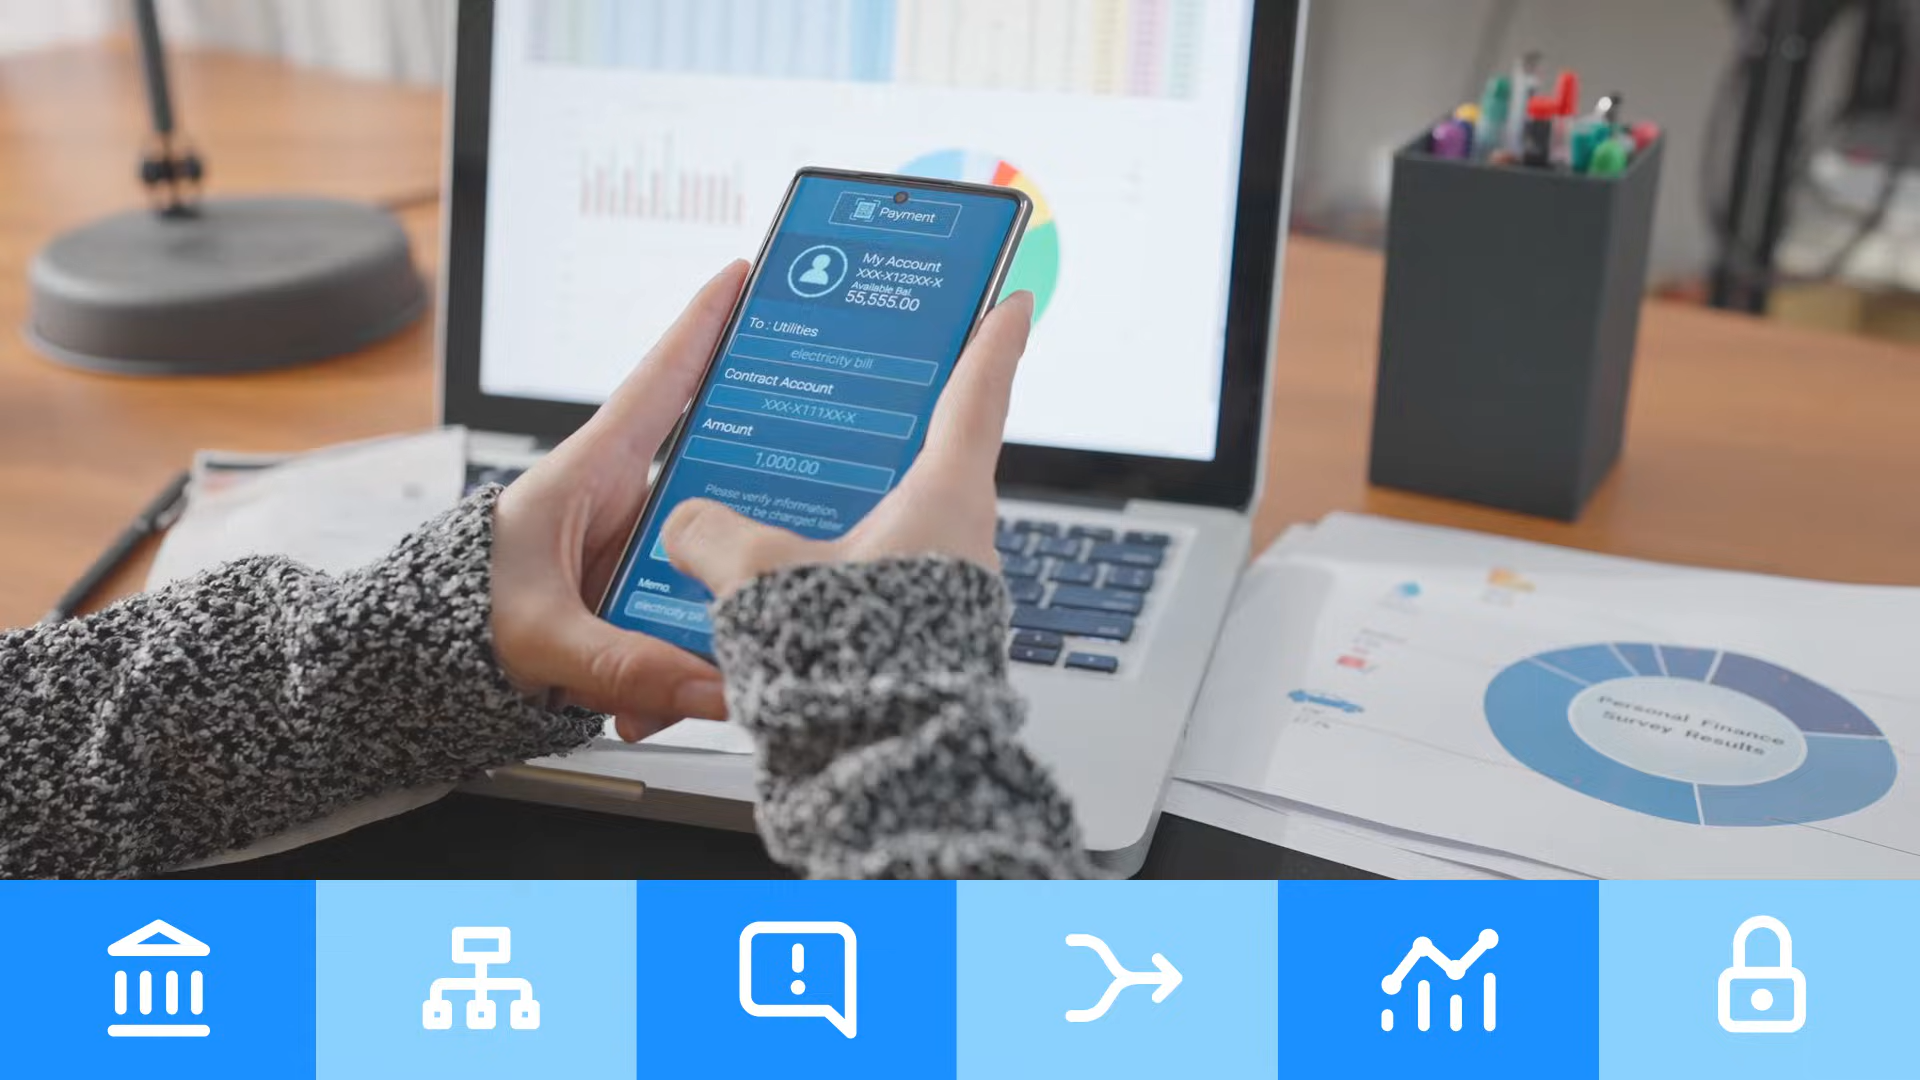 Payment
My Account
XXX-X123XX-X
Available Bal
55,555.00
To : Utilities
electricity bill
Contract Account
XXX-X111XX-X
Amount
1,000.00
Please verify information,
be changed later
Memo
electricity bill
Personal Finance
Survey Results